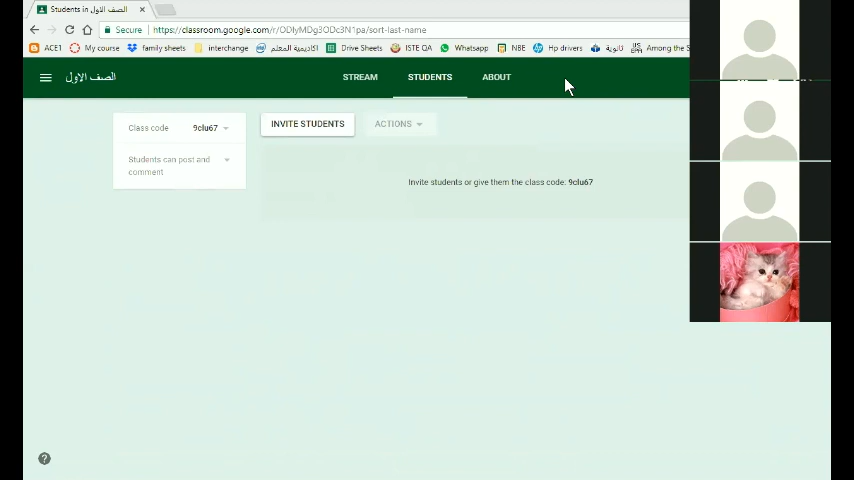 Students in الصف الاول
Secure https://classroom.google.com/r/ODIyMDg3ODc3N1pa/sort-last-name
ACE1 My course family sheets interchange اكاديمية المعلم Drive Sheets ISTE QA Whatsapp NBE Hp drivers ثانوية Among the S
الصف الاول STREAM STUDENTS ABOUT
Class code 9clu67 INVITE STUDENTS ACTIONS
Students can post and
comment
Invite students or give them the class code: 9clu67